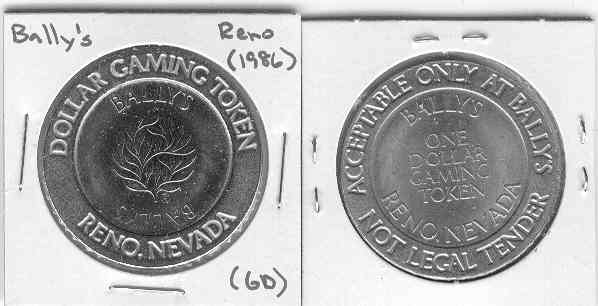 Bally's
Reno
(1986)
DOLLAR GAMING TOKEN
BALLY'S
BALLY'S
RENO, NEVADA
(GD)
ACCEPTABLE ONLY AT BALLY'S
BALLY'S
ONE
DOLLAR
GAMING
TOKEN
RENO, NEVADA
NOT LEGAL TENDER